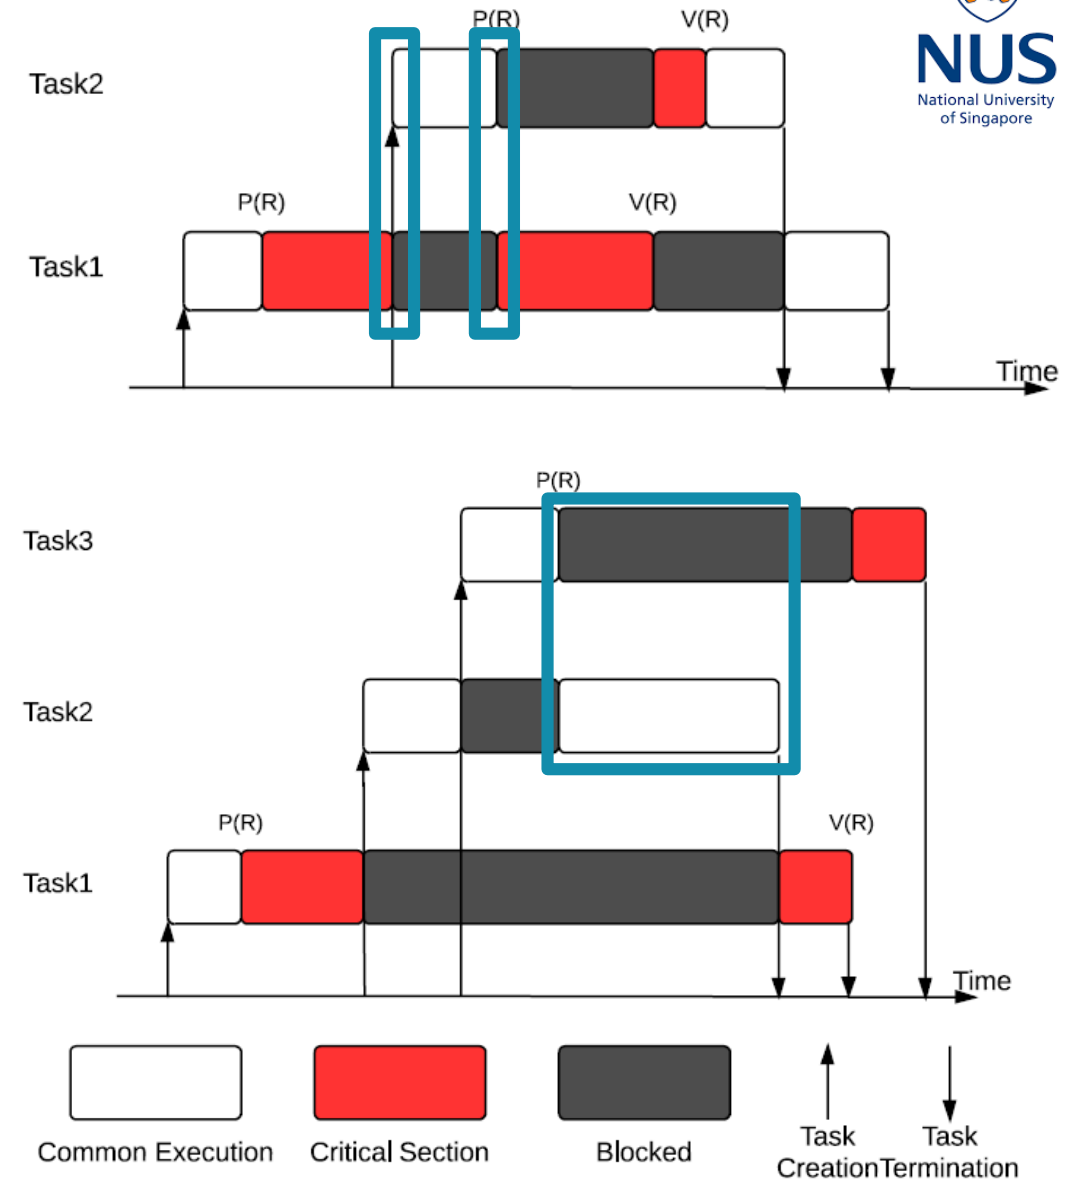 P(R)
V(R)
NUS
National University
of Singapore
Task2
P(R)
V(R)
Task1
Time
P(R)
Task3
Task2
P(R)
V(R)
Task1
Time
Common Execution
Critical Section
Blocked
Task
Creation
Task
Termination